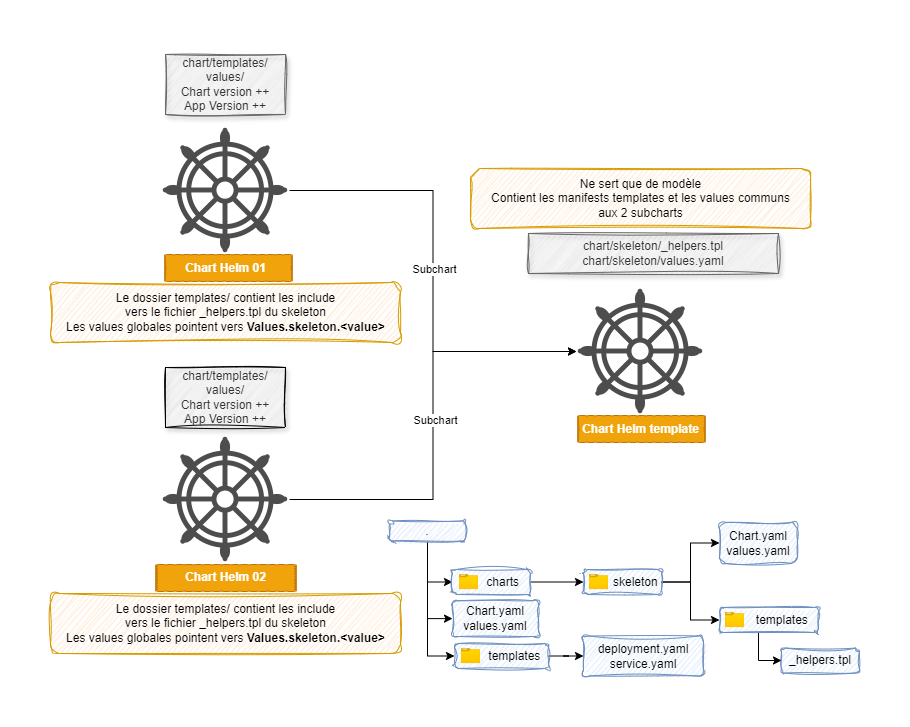 chart/templates/
values/
Chart version ++
App Version ++
Chart Helm 01
Le dossier templates/ contient les include
vers le fichier _helpers.tpl du skeleton
Les values globales pointent vers Values.skeleton.<value>
Subchart
Ne sert que de modèle
Contient les manifests templates et les values communs
aux 2 subcharts
chart/skeleton/_helpers.tpl
chart/skeleton/values.yaml
Chart Helm template
chart/templates/
values/
Chart version ++
App Version ++
Subchart
Chart Helm 02
Le dossier templates/ contient les include
vers le fichier _helpers.tpl du skeleton
Les values globales pointent vers Values.skeleton.<value>
.
charts
skeleton
Chart.yaml
values.yaml
Chart.yaml
values.yaml
templates
deployment.yaml
service.yaml
templates
_helpers.tpl